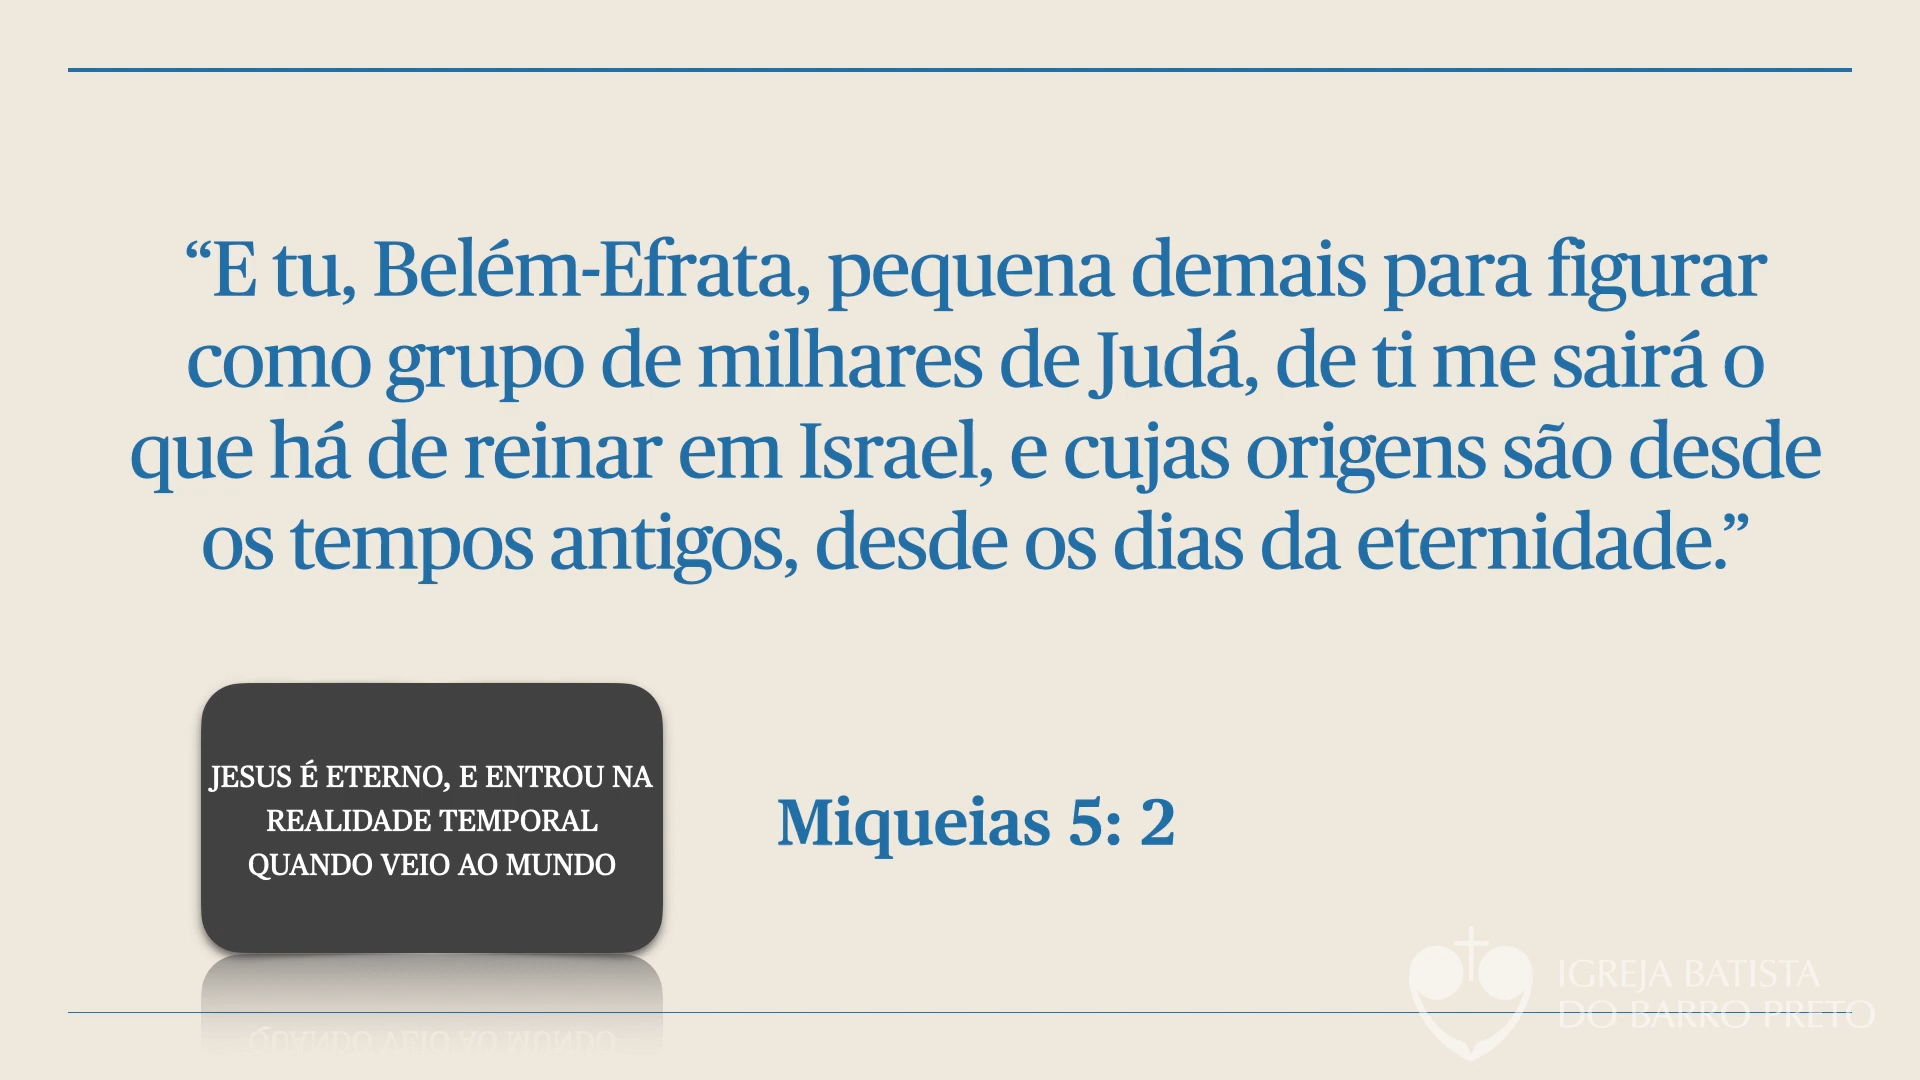 “E tu, Belém-Efrata, pequena demais para figurar
como grupo de milhares de Judá, de ti me sairá o
que há de reinar em Israel, e cujas origens são desde
os tempos antigos, desde os dias da eternidade.”
JESUS É ETERNO, E ENTROU NA
REALIDADE TEMPORAL
QUANDO VEIO AO MUNDO
Miqueias 5: 2
IGREJA BATISTA
DO BARRO PRETO